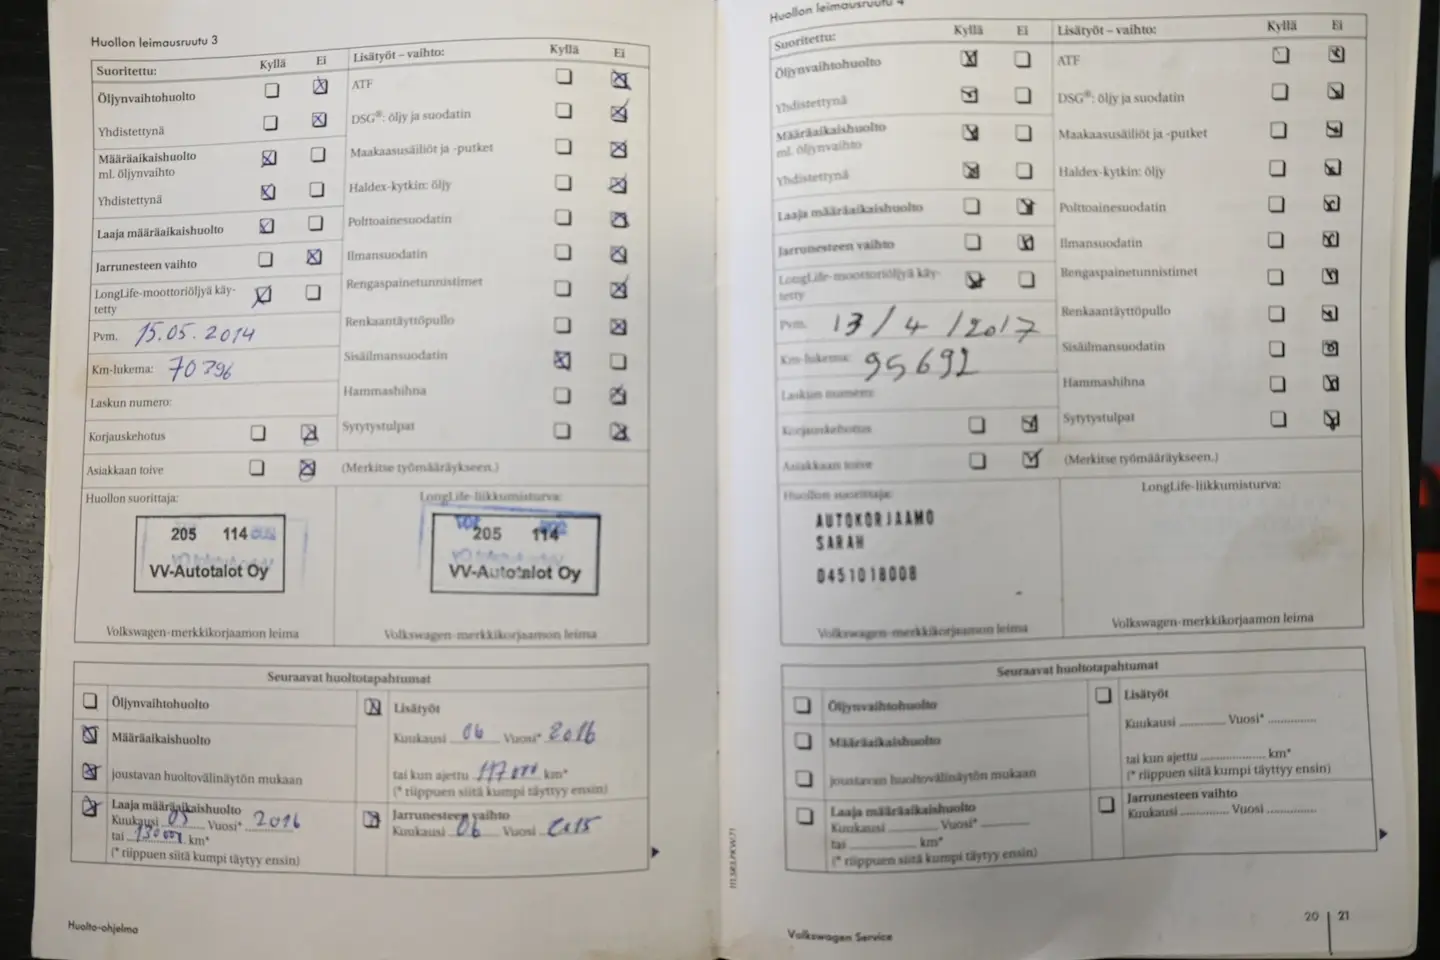 Huollon leimausruutu 3
Suoritettu: Kyllä Ei Lisätyöt – vaihto: Kyllä Ei
Öljynvaihtohuolto
ATF
Yhdistettynä
DSG®: öljy ja suodatin
Määräaikaishuolto
ml. öljynvaihto
Maakaasusäiliöt ja -putket
Yhdistettynä
Haldex-kytkin: öljy
Laaja määräaikaishuolto
Polttoainesuodatin
Jarrunesteen vaihto
Ilmansuodatin
LongLife-moottoriöljyä käy-
tetty
Rengaspainetunnistimet
Pvm. 15.05.2014
Renkaantäyttöpullo
Km-lukema: 70396
Sisäilmansuodatin
Laskun numero:
Hammashihna
Korjauskehotus
Sytytystulpat
Asiakkaan toive
(Merkitse työmääräykseen.)
Huollon suorittaja:
LongLife-liikkumisturva:
205 114
VV-Autotalot Oy
205 114
VV-Autotalot Oy
Volkswagen-merkkikorjaamon leima
Volkswagen-merkkikorjaamon leima
Seuraavat huoltotapahtumat
Öljynvaihtohuolto
Lisätyöt
Määräaikaishuolto
Kuukausi 06 Vuosi* 2016
joustavan huoltovälinäytön mukaan
tai kun ajettu 117000 km*
(* riippuen siitä kumpi täyttyy ensin)
Laaja määräaikaishuolto
Kuukausi 05 Vuosi* 2016
tai 130000 km*
(* riippuen siitä kumpi täytyy ensin)
Jarrunesteen vaihto
Kuukausi 06 Vuosi 2015
Huolto-ohjelma
Huollon leimausruutu 4
Suoritettu: Kyllä Ei Lisätyöt – vaihto: Kyllä Ei
Öljynvaihtohuolto
ATF
Yhdistettynä
DSG®: öljy ja suodatin
Määräaikaishuolto
ml. öljynvaihto
Maakaasusäiliöt ja -putket
Yhdistettynä
Haldex-kytkin: öljy
Laaja määräaikaishuolto
Polttoainesuodatin
Jarrunesteen vaihto
Ilmansuodatin
LongLife-moottoriöljyä käy-
tetty
Rengaspainetunnistimet
Pvm. 13/4/2017
Renkaantäyttöpullo
Km-lukema: 95692
Sisäilmansuodatin
Laskun numero:
Hammashihna
Korjauskehotus
Sytytystulpat
Asiakkaan toive
(Merkitse työmääräykseen.)
Huollon suorittaja:
LongLife-liikkumisturva:
AUTOKORJAAMO
SARAH
0451018008
Volkswagen-merkkikorjaamon leima
Volkswagen-merkkikorjaamon leima
Seuraavat huoltotapahtumat
Öljynvaihtohuolto
Lisätyöt
Määräaikaishuolto
Kuukausi Vuosi*
joustavan huoltovälinäytön mukaan
tai kun ajettu km*
(* riippuen siitä kumpi täyttyy ensin)
Laaja määräaikaishuolto
Kuukausi Vuosi*
tai km*
(* riippuen siitä kumpi täytyy ensin)
Jarrunesteen vaihto
Kuukausi Vuosi
Volkswagen Service
20 | 21